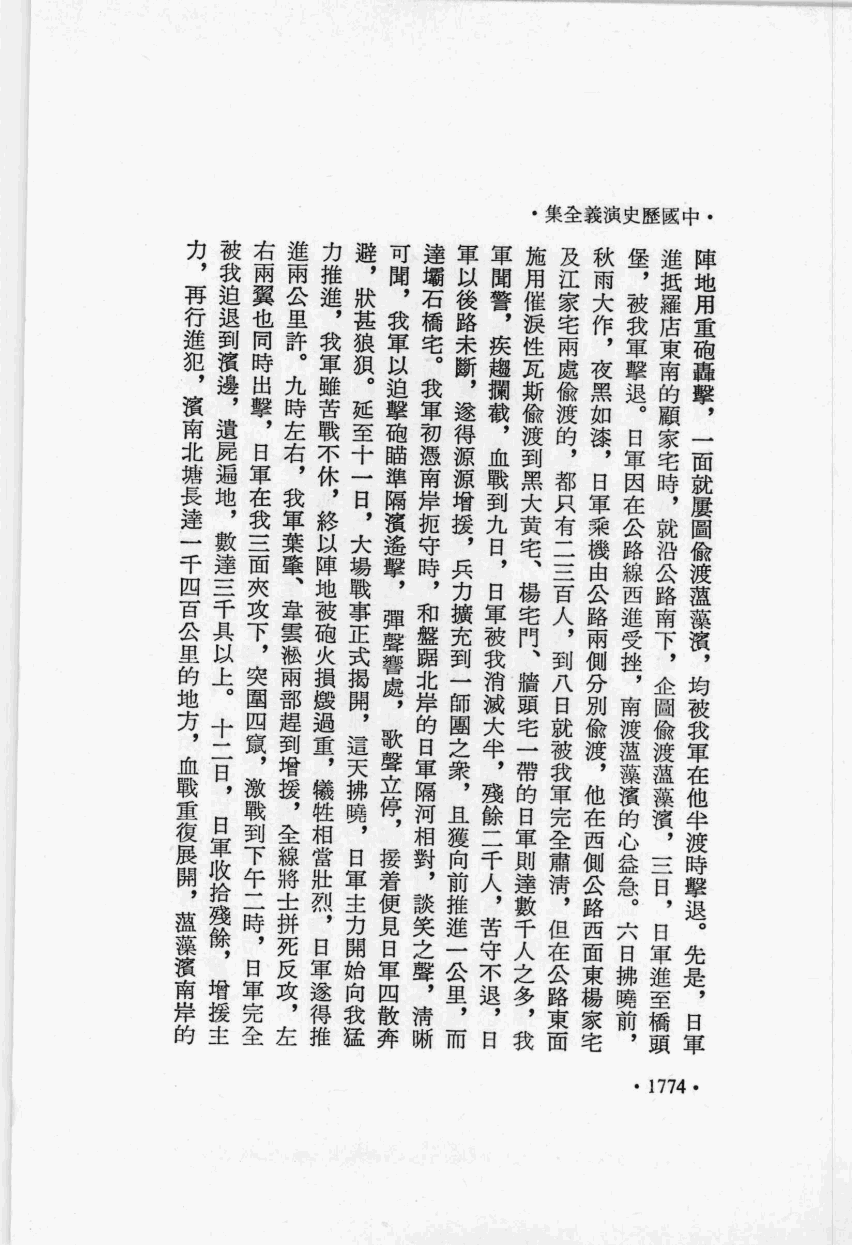 ·中國歷史演義全集·
陣地用重砲轟擊，一面就屢圖偷渡薀藻濱，均被我軍在他半渡時擊退。先是，日軍
進抵羅店東南的顧家宅時，就沿公路南下，企圖偷渡薀藻濱，三日，日軍進至橋頭
堡，被我軍擊退。日軍因在公路線西進受挫，南渡薀藻濱的心益急。六日拂曉前，
秋雨大作，夜黑如漆，日軍乘機由公路兩側分別偷渡，他在西側公路西面東楊家宅
及江家宅兩處偷渡的，都只有二三百人，到八日就被我軍完全肅清，但在公路東面
施用催淚性瓦斯偷渡到黑大黄宅、楊宅門、牆頭宅一帶的日軍則達數千人之多，我
軍聞警，疾趨攔截，血戰到九日，日軍被我消滅大半，殘餘二千人，苦守不退，日
軍以後路未斷，遂得源源增援，兵力擴充到一師團之衆，且獲向前推進一公里，而
達壩石橋宅。我軍初憑南岸扼守時，和盤踞北岸的日軍隔河相對，談笑之聲，清晰
可聞，我軍以迫擊砲瞄準隔濱遙擊，彈聲響處，歌聲立停，接着便見日軍四散奔
避，狀甚狼狽。延至十一日，大場戰事正式揭開，這天拂曉，日軍主力開始向我猛
力推進，我軍雖苦戰不休，終以陣地被砲火損燬過重，犧牲相當壯烈，日軍遂得推
進兩公里許。九時左右，我軍葉肇、韋雲淞兩部趕到增援，全線將士拼死反攻，左
右兩翼也同時出擊，日軍在我三面夾攻下，突圍四竄，激戰到下午二時，日軍完全
被我迫退到濱邊，遺屍遍地，數達三千具以上。十二日，日軍收拾殘餘，增援主
力，再行進犯，濱南北塘長達一千四百公里的地方，血戰重復展開，薀藻濱南岸的
·1774·